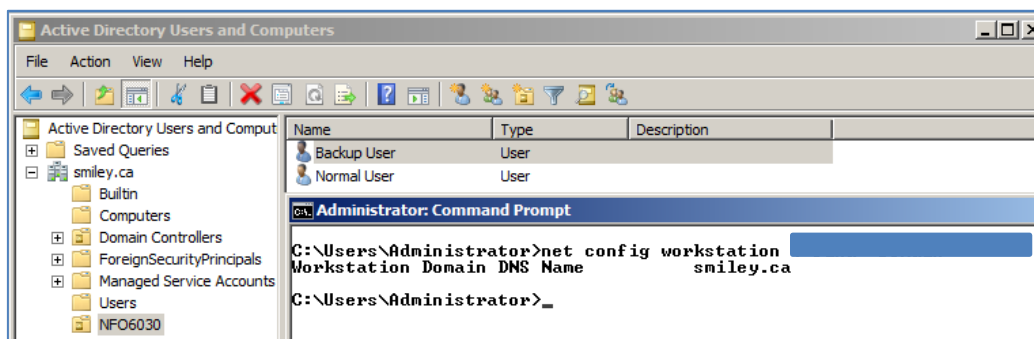 Active Directory Users and Computers
File Action View Help
Active Directory Users and Comput
Name Type Description
Saved Queries
Backup User User
smiley.ca
Normal User User
Builtin
Computers
Domain Controllers
ForeignSecurityPrincipals
Managed Service Accounts
Users
NFO6030
Administrator: Command Prompt
C:\Users\Administrator>net config workstation
Workstation Domain DNS Name smiley.ca
C:\Users\Administrator>_